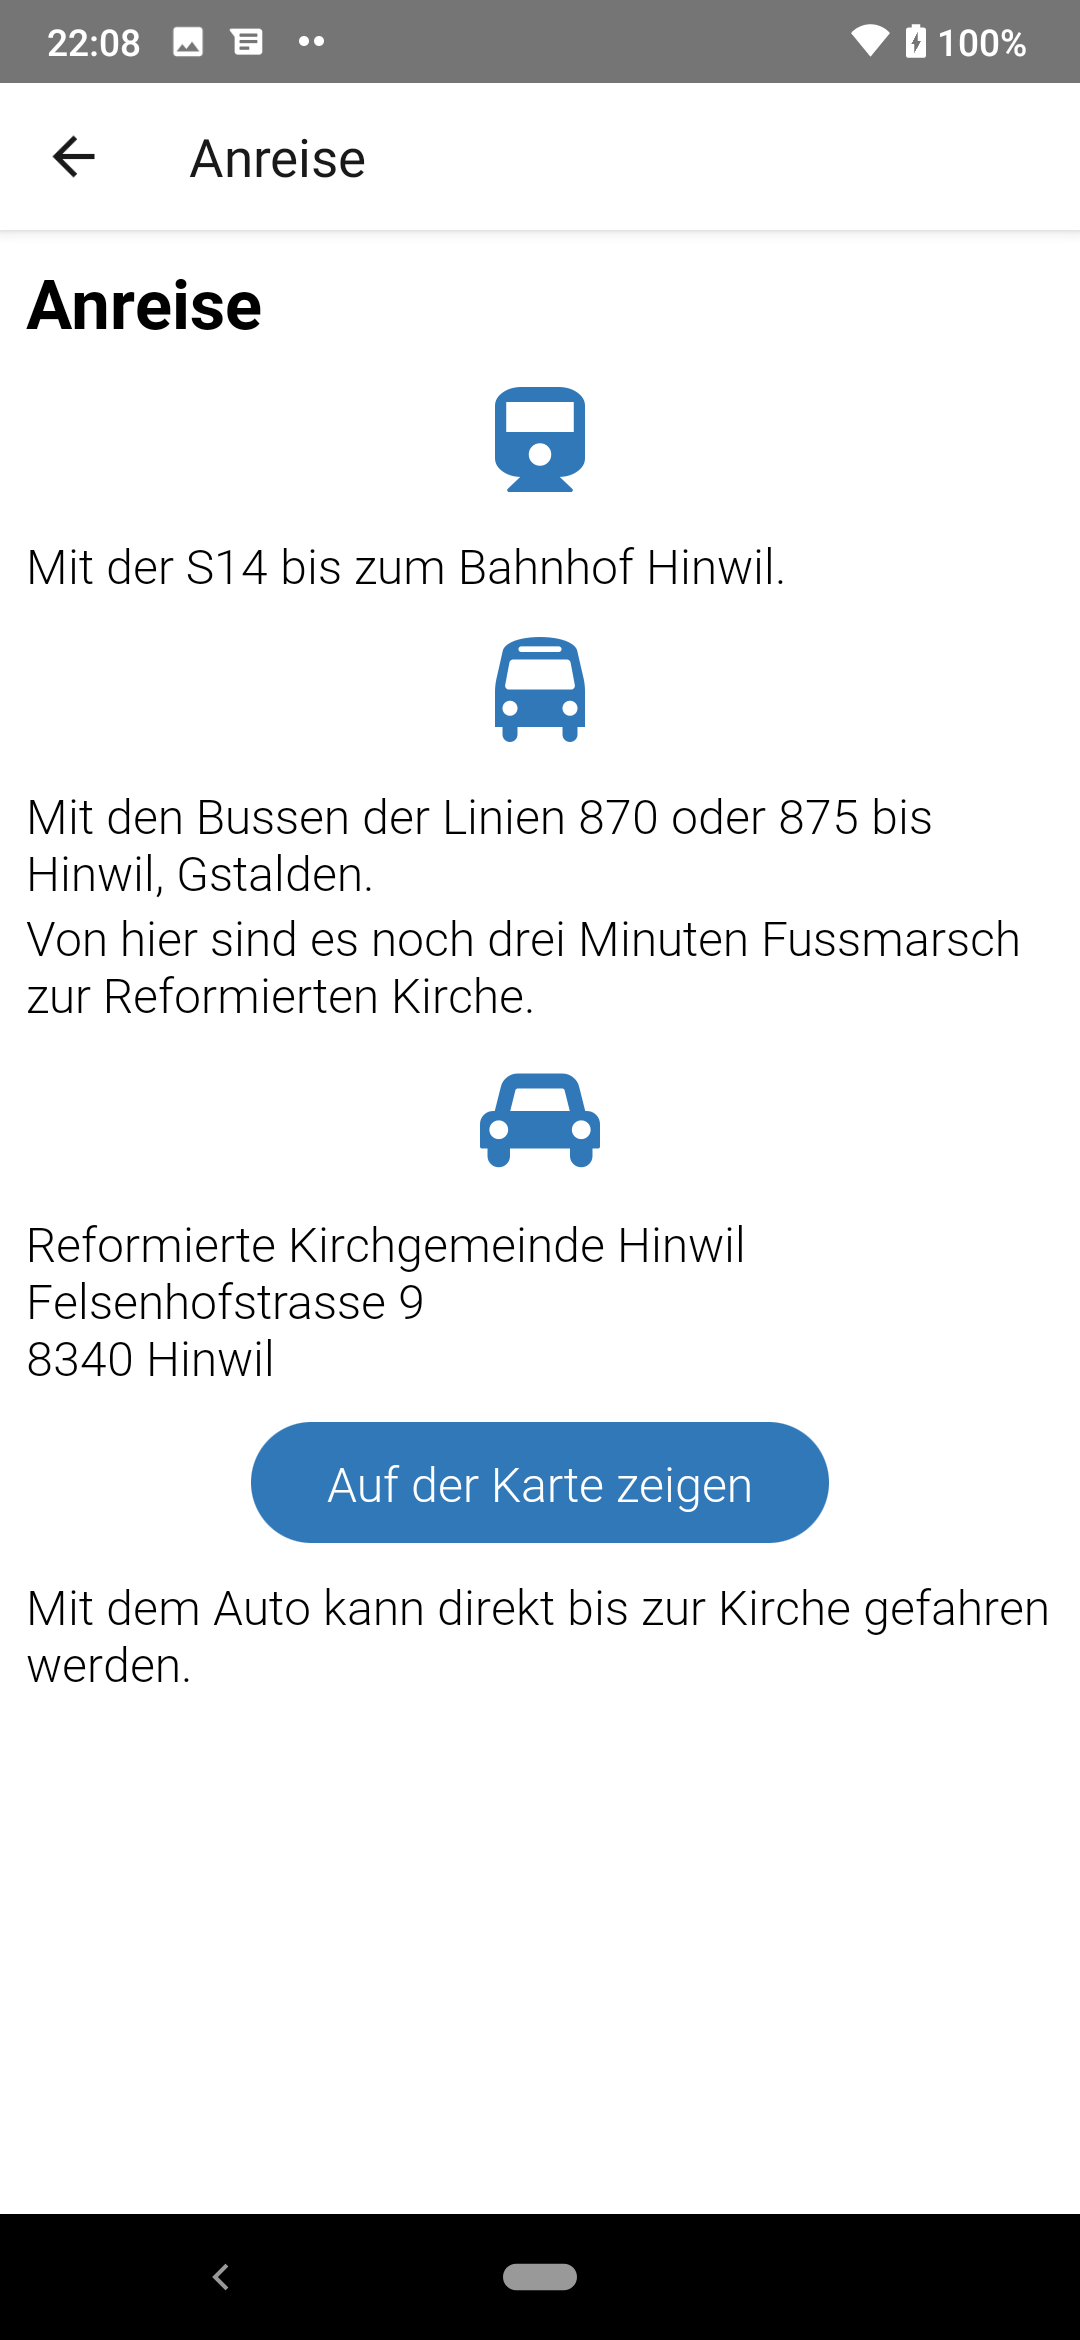 22:08
100%
Anreise
Anreise
Mit der S14 bis zum Bahnhof Hinwil.
Mit den Bussen der Linien 870 oder 875 bis
Hinwil, Gstalden.
Von hier sind es noch drei Minuten Fussmarsch
zur Reformierten Kirche.
Reformierte Kirchgemeinde Hinwil
Felsenhofstrasse 9
8340 Hinwil
Auf der Karte zeigen
Mit dem Auto kann direkt bis zur Kirche gefahren
werden.